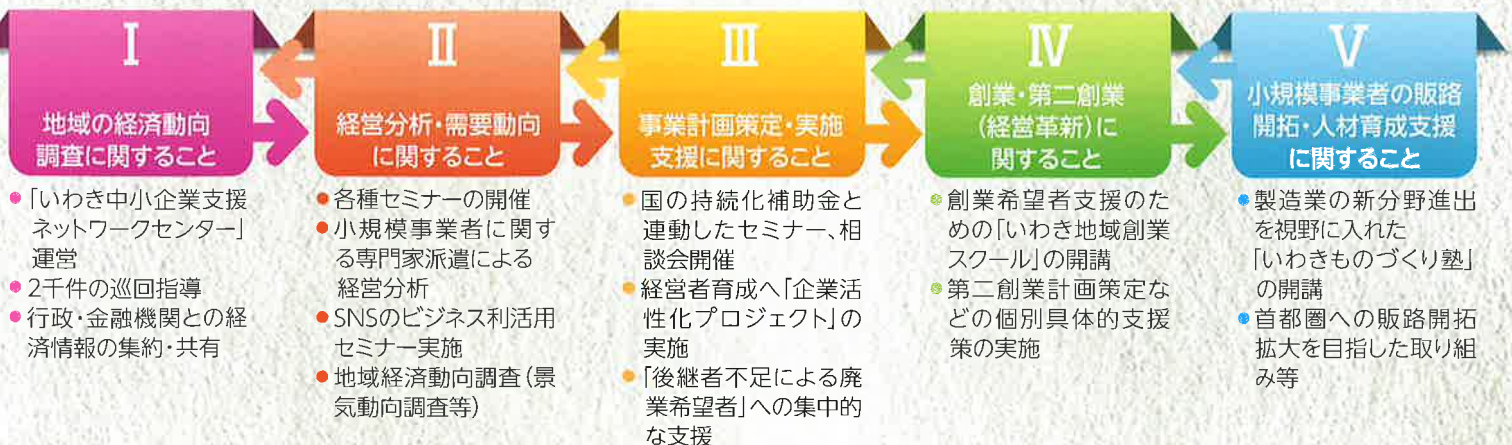 Ⅰ
地域の経済動向
調査に関すること
●「いわき中小企業支援
ネットワークセンター」
運営
●2千件の巡回指導
●行政・金融機関との経
済情報の集約・共有
Ⅱ
経営分析・需要動向
に関すること
●各種セミナーの開催
●小規模事業者に関す
る専門家派遣による
経営分析
●SNSのビジネス利活用
セミナー実施
●地域経済動向調査(景
気動向調査等)
Ⅲ
事業計画策定・実施
支援に関すること
●国の持続化補助金と
連動したセミナー、相
談会開催
●経営者育成へ「企業活
性化プロジェクト」の
実施
●「後継者不足による廃
業希望者」への集中的
な支援
Ⅳ
創業・第二創業
(経営革新)に
関すること
●創業希望者支援のた
めの「いわき地域創業
スクール」の開講
●第二創業計画策定な
どの個別具体的支援
策の実施
Ⅴ
小規模事業者の販路
開拓・人材育成支援
に関すること
●製造業の新分野進出
を視野に入れた
「いわきものづくり塾」
の開講
●首都圏への販路開拓
拡大を目指した取り組
み等